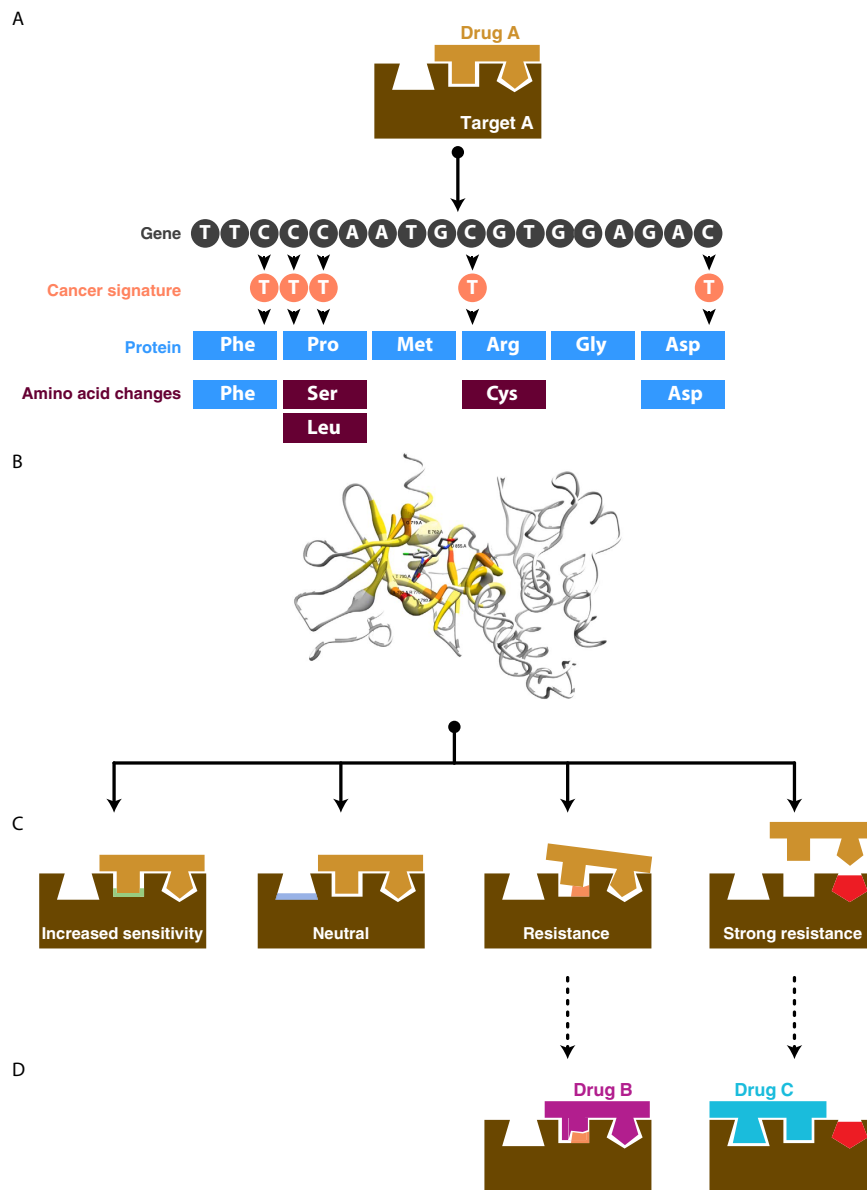 A
Drug A
Target A
Gene T T C C C A A T G C G T G G A G A C
Cancer signature T T T T T
Protein Phe Pro Met Arg Gly Asp
Amino acid changes Phe Ser Cys Asp
Leu
B
C
Increased sensitivity Neutral Resistance Strong resistance
D
Drug B Drug C